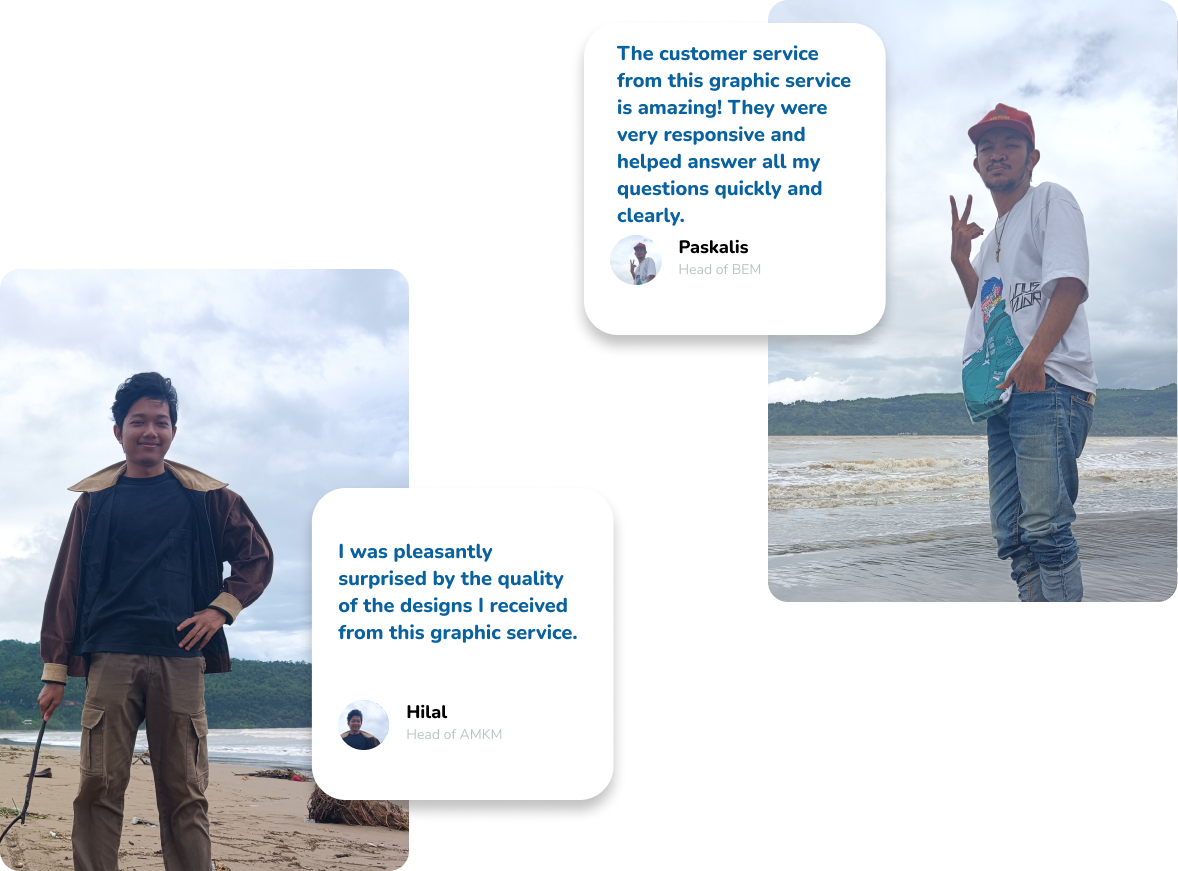 The customer service
from this graphic service
is amazing! They were
very responsive and
helped answer all my
questions quickly and
clearly.
Paskalis
Head of BEM
I was pleasantly
surprised by the quality
of the designs I received
from this graphic service.
Hilal
Head of AMKM